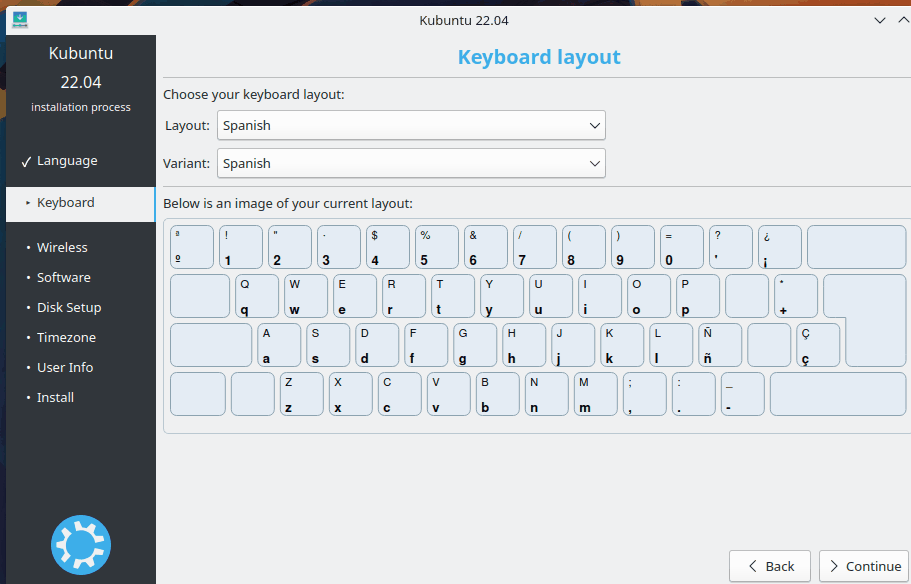 Kubuntu 22.04
Kubuntu
22.04
installation process
✓ Language
▸ Keyboard
• Wireless
• Software
• Disk Setup
• Timezone
• User Info
• Install
Keyboard layout
Choose your keyboard layout:
Layout: Spanish
Variant: Spanish
Below is an image of your current layout:
ª ! " · $ % & / ( ) = ? ¿
º 1 2 3 4 5 6 7 8 9 0 ' ¡
Q W E R T Y U I O P *
q w e r t y u i o p +
A S D F G H J K L Ñ Ç
a s d f g h j k l ñ ç
Z X C V B N M ; : _
z x c v b n m , . -
Back Continue